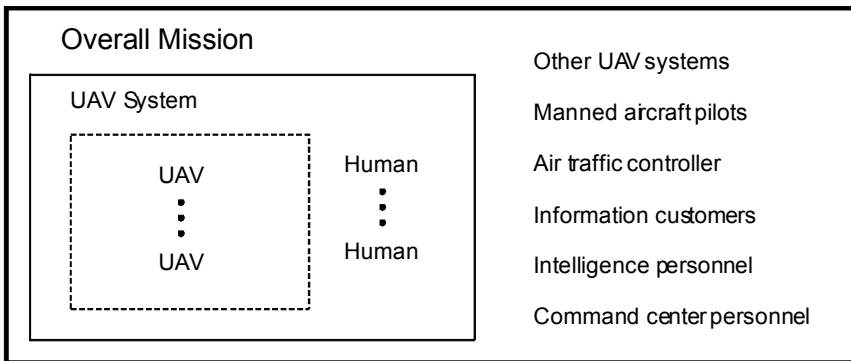 Overall Mission
UAV System
UAV
UAV
Human
Human
Other UAV systems
Manned aircraft pilots
Air traffic controller
Information customers
Intelligence personnel
Command center personnel